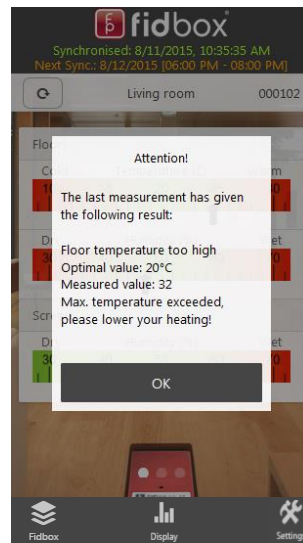 fidbox
Synchronised: 8/11/2015, 10:35:35 AM
Next Sync.: 8/12/2015 [06:00 PM - 08:00 PM]
Living room 000102
Attention!
The last measurement has given
the following result:
Floor temperature too high
Optimal value: 20°C
Measured value: 32
Max. temperature exceeded,
please lower your heating!
OK
Fidbox Display Setting